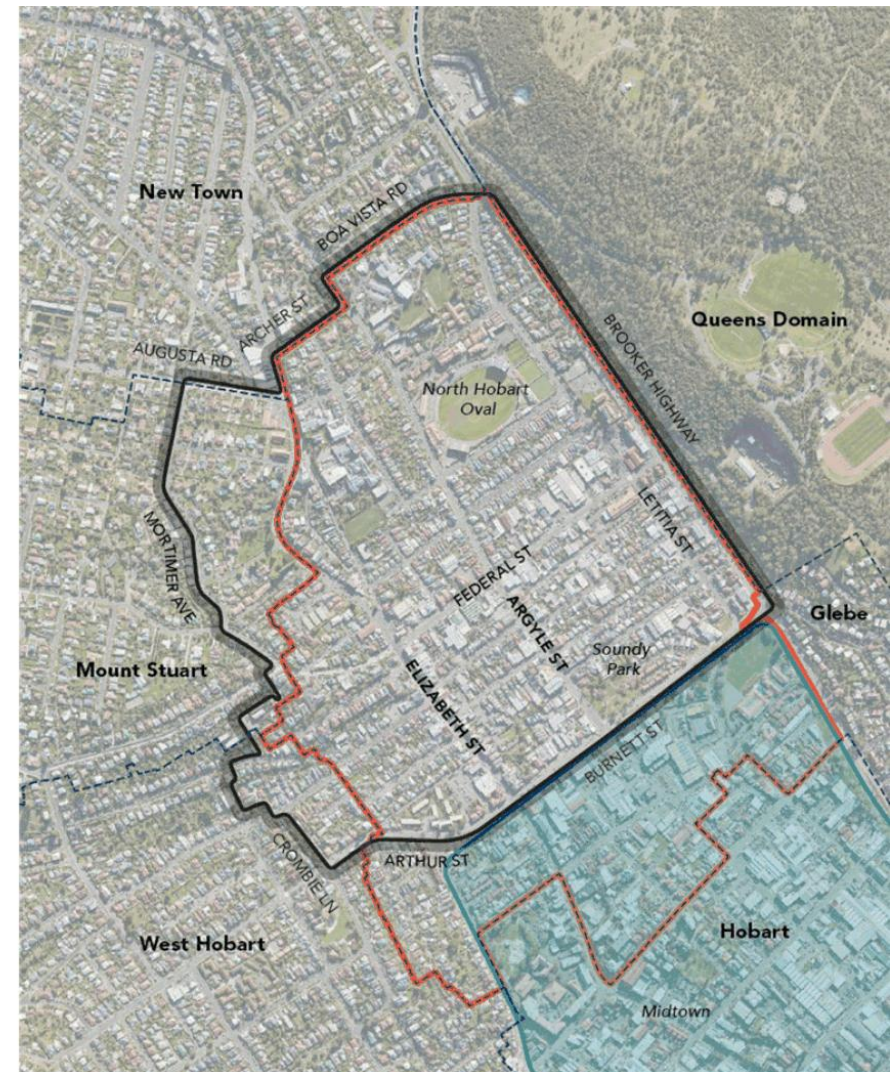 New Town
BOA VISTA RD
ARCHER ST
AUGUSTA RD
Queens Domain
BROOKER HIGHWAY
North Hobart
Oval
LETITIA ST
MORTIMER AVE
FEDERAL ST
ARGYLE ST
Glebe
Soundy
Park
Mount Stuart
ELIZABETH ST
BURNETT ST
CROMBIE LN
ARTHUR ST
West Hobart
Hobart
Midtown